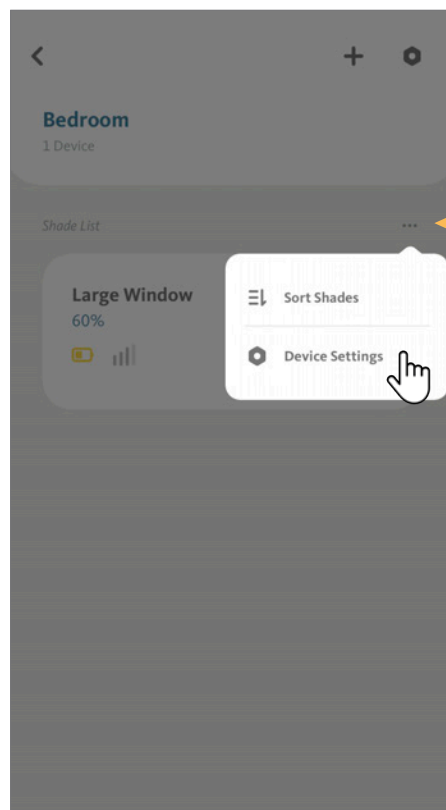 Bedroom
1 Device
Shade List
Large Window
60%
Sort Shades
Device Settings